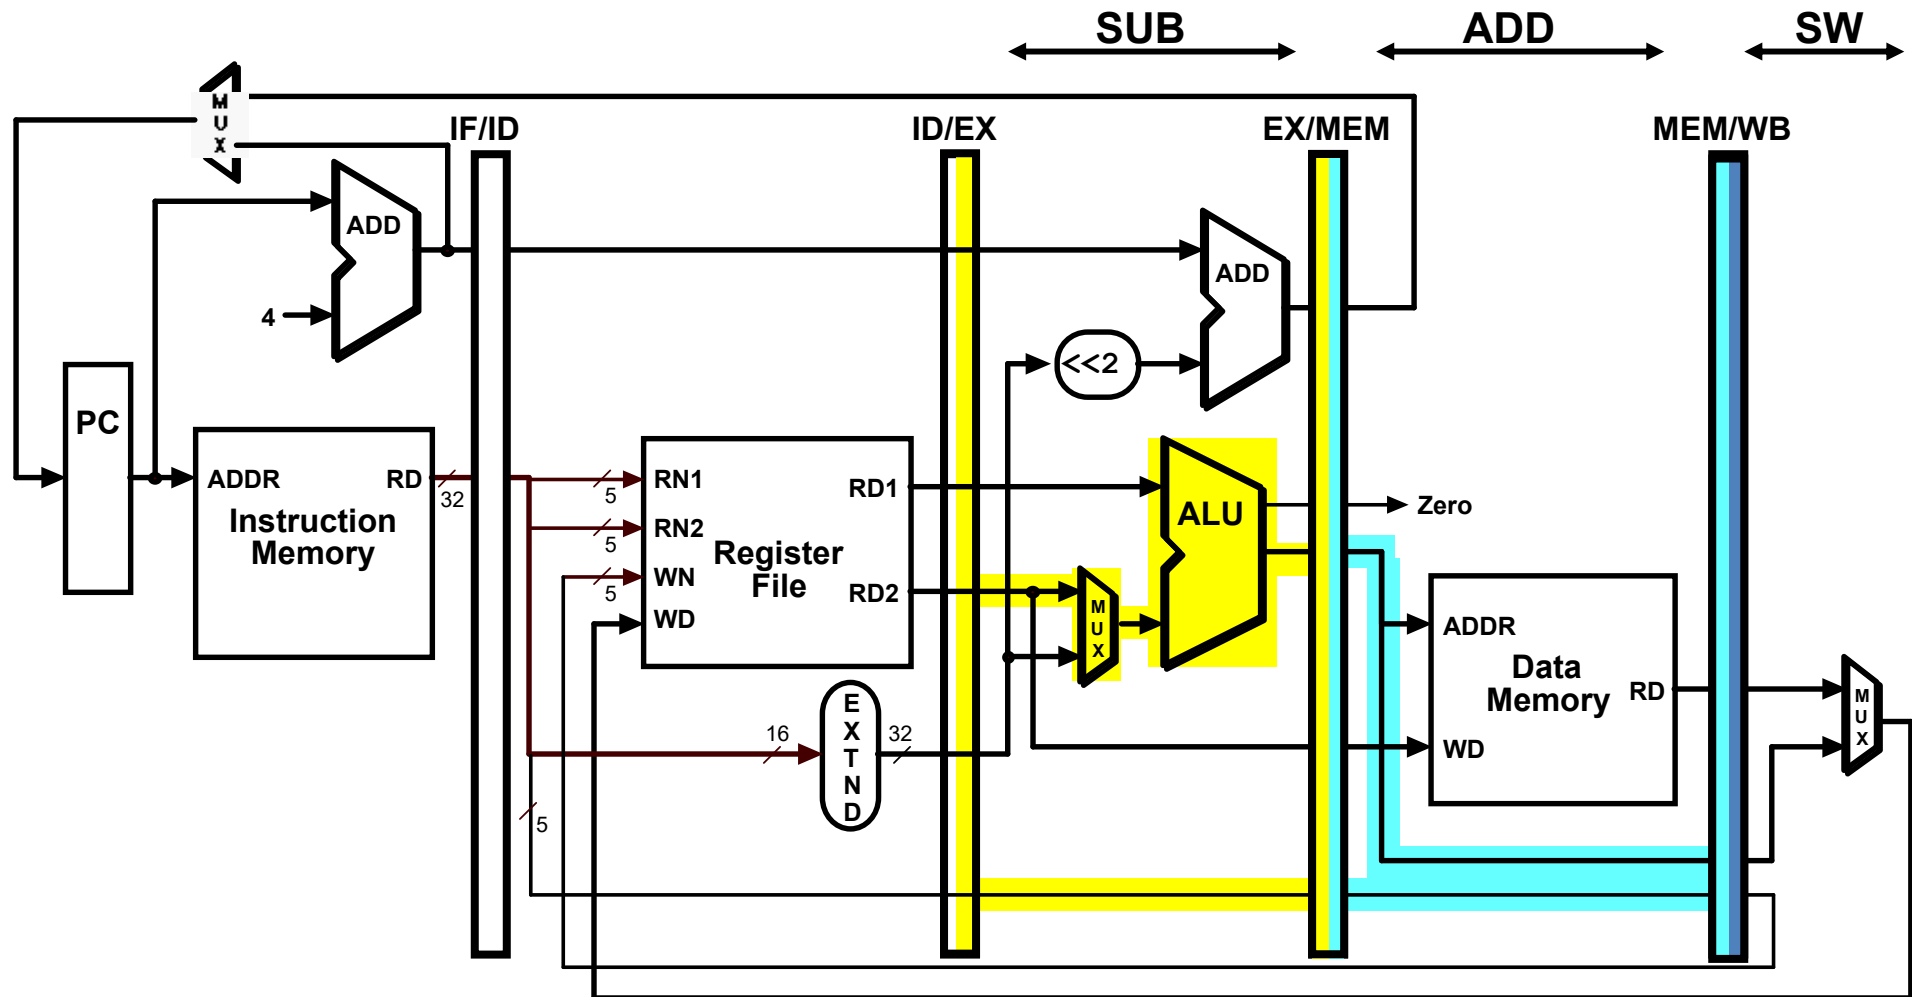 SUB
ADD
SW
M
U
X
IF/ID
ID/EX
EX/MEM
MEM/WB
ADD
4
ADD
<<2
PC
ADDR
RD
32
Instruction
Memory
5
RN1
5
RN2
5
WN
WD
Register
File
RD1
RD2
M
U
X
ALU
Zero
ADDR
Data
Memory
RD
WD
M
U
X
16
E
X
T
N
D
32
5